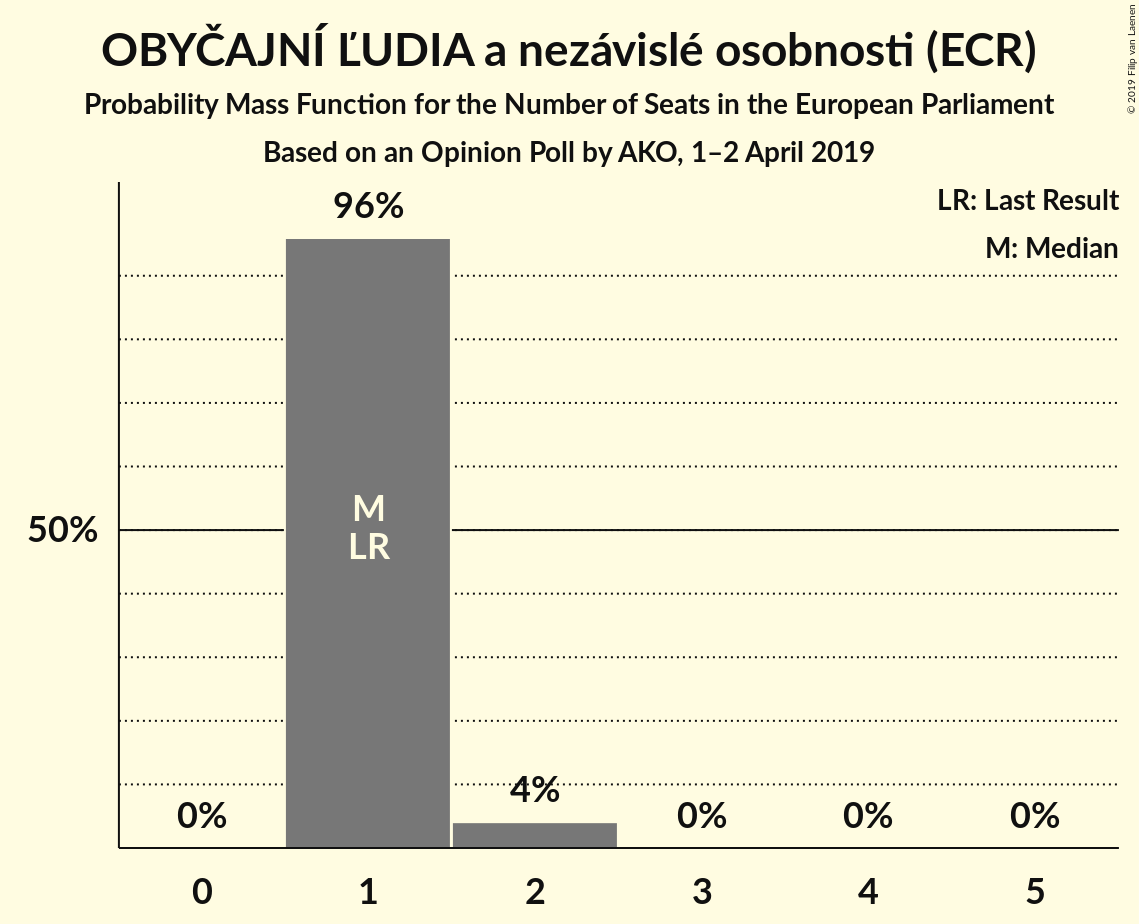 OBYČAJNÍ ĽUDIA a nezávislé osobnosti (ECR)
Probability Mass Function for the Number of Seats in the European Parliament
Based on an Opinion Poll by AKO, 1–2 April 2019
© 2019 Filip van Laenen
LR: Last Result
M: Median
96%
M
LR
50%
4%
0%
0%
0%
0%
0 1 2 3 4 5